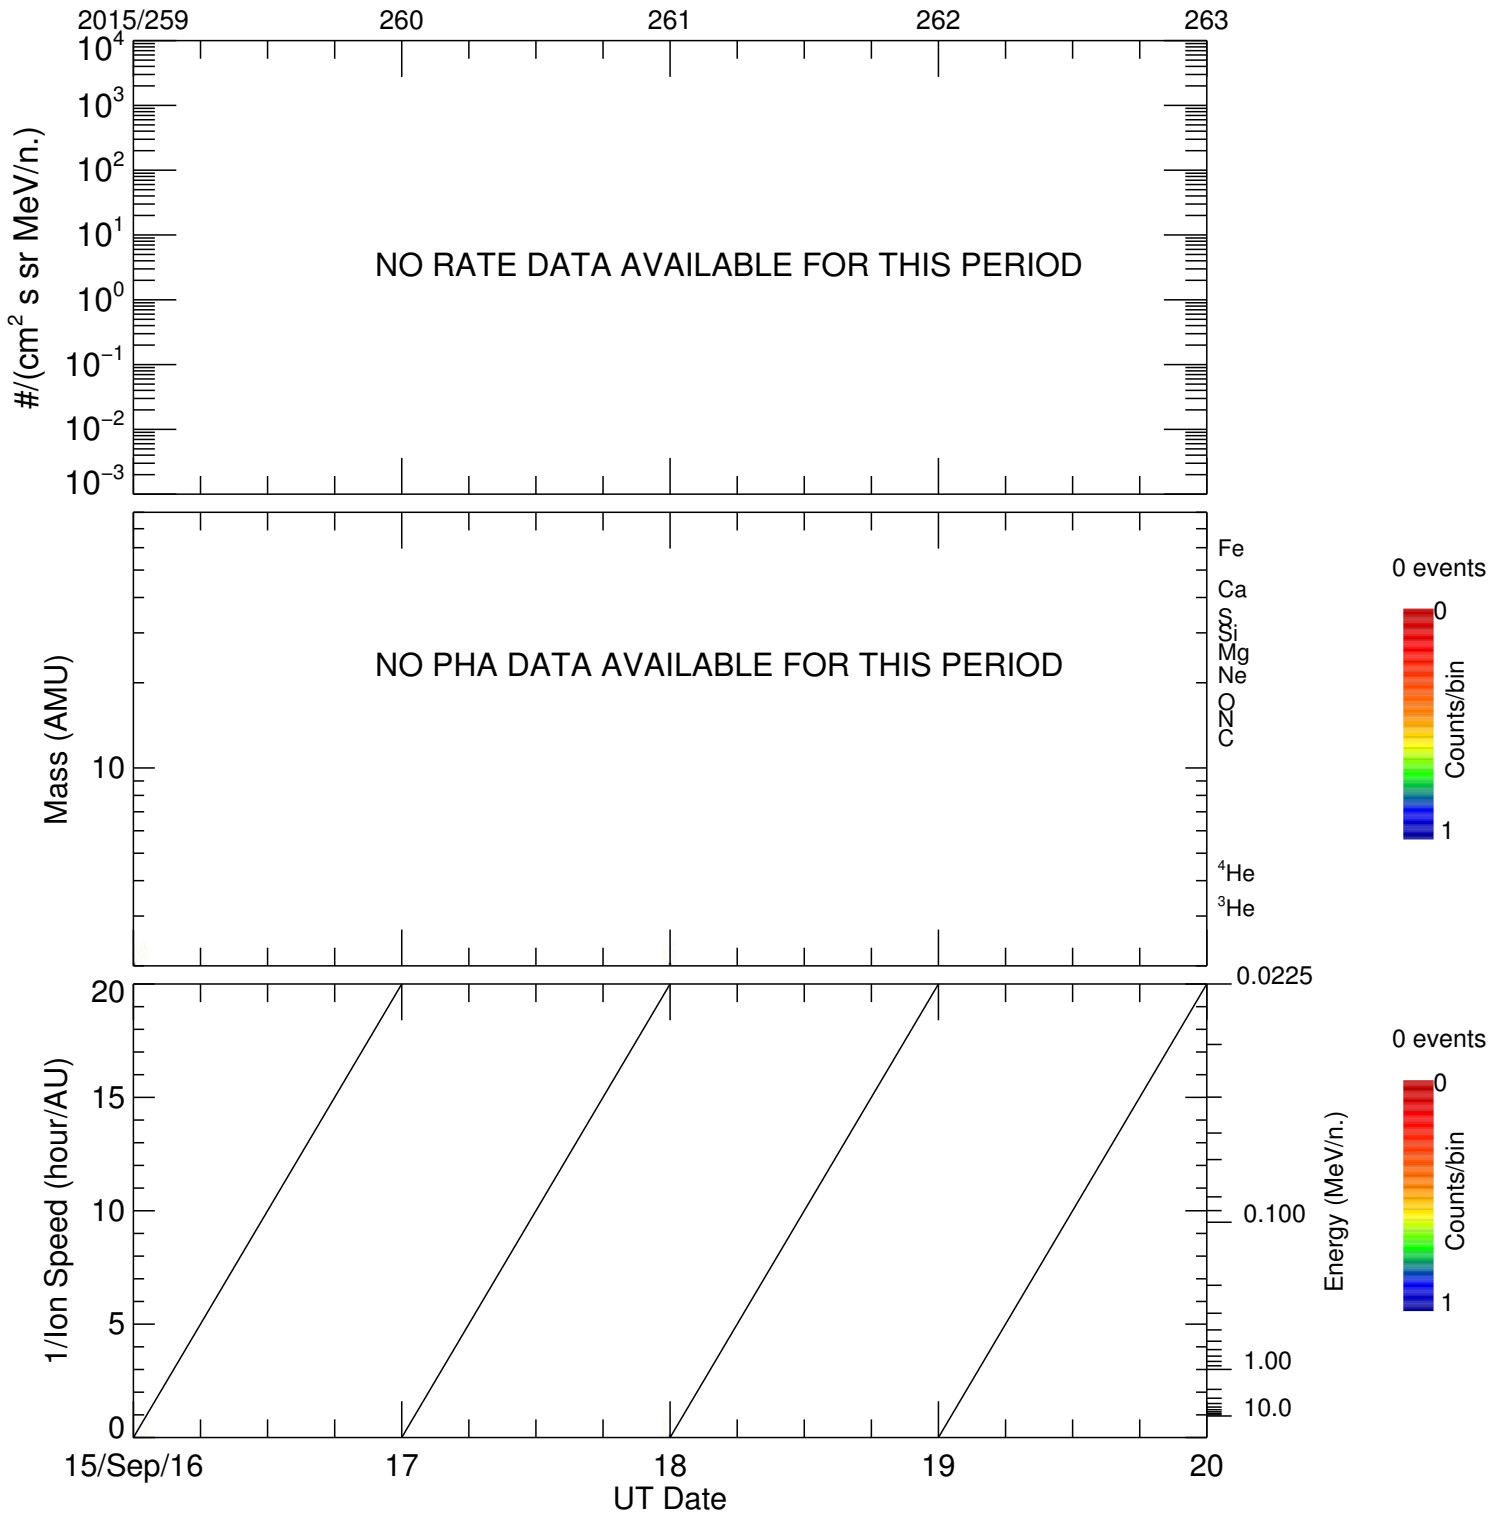 2015/259 260 261 262 263
10^4
10^3
10^2
10^1
10^0
10^−1
10^−2
10^−3
#/(cm² s sr MeV/n.)
NO RATE DATA AVAILABLE FOR THIS PERIOD
10
Mass (AMU)
NO PHA DATA AVAILABLE FOR THIS PERIOD
Fe
Ca
S
Si
Mg
Ne
O
N
C
⁴He
³He
0 events
0
Counts/bin
1
20
15
10
5
0
1/Ion Speed (hour/AU)
0.0225
0.100
1.00
10.0
Energy (MeV/n.)
0 events
0
Counts/bin
1
15/Sep/16 17 18 19 20
UT Date